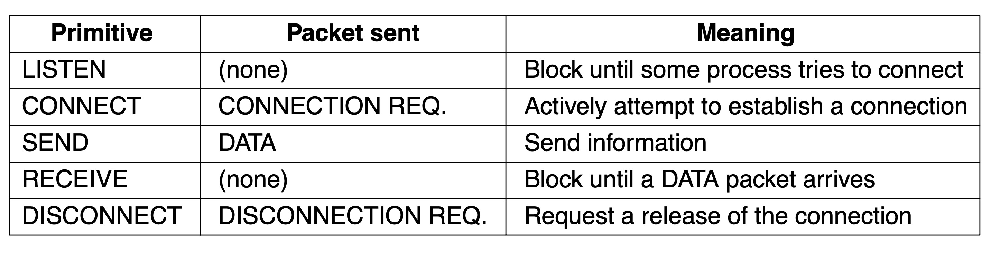 Primitive Packet sent Meaning
LISTEN (none) Block until some process tries to connect
CONNECT CONNECTION REQ. Actively attempt to establish a connection
SEND DATA Send information
RECEIVE (none) Block until a DATA packet arrives
DISCONNECT DISCONNECTION REQ. Request a release of the connection